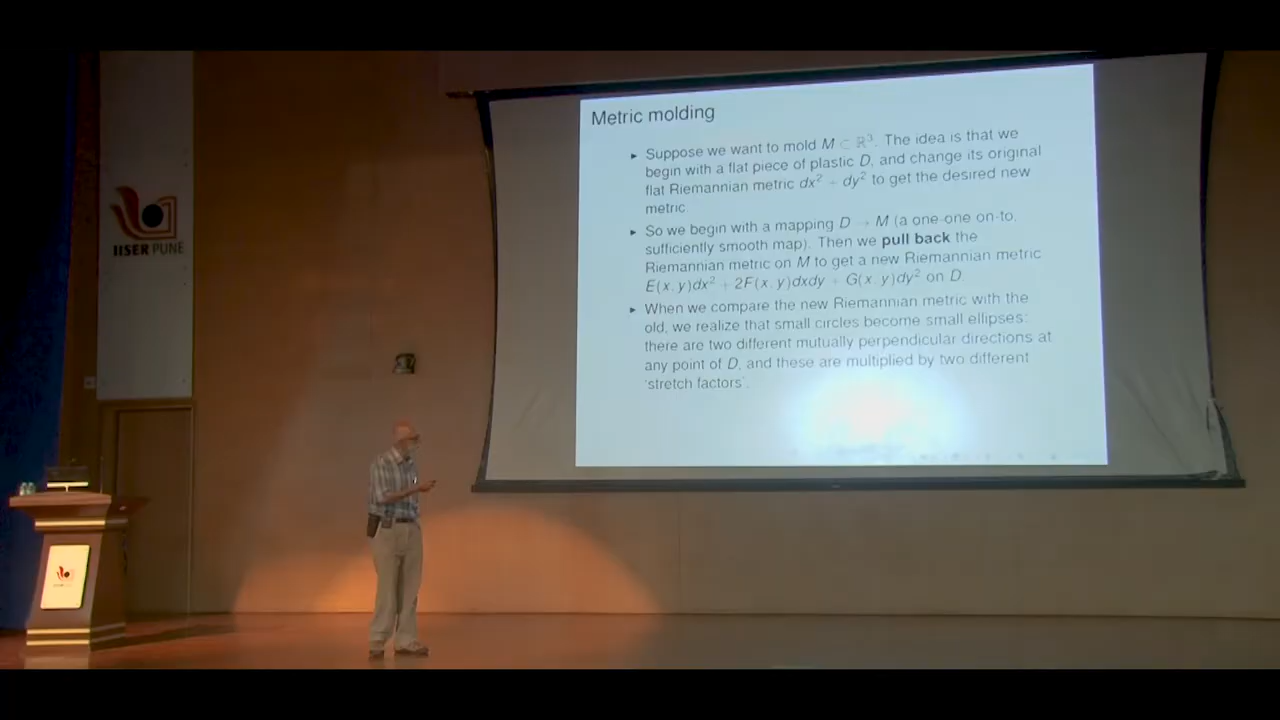 Metric molding
▸ Suppose we want to mold M ⊂ ℝ³. The idea is that we
begin with a flat piece of plastic D, and change its original
flat Riemannian metric dx² + dy² to get the desired new
metric.
▸ So we begin with a mapping D → M (a one-one on-to,
sufficiently smooth map). Then we pull back the
Riemannian metric on M to get a new Riemannian metric
E(x, y)dx² + 2F(x, y)dxdy + G(x, y)dy² on D.
▸ When we compare the new Riemannian metric with the
old, we realize that small circles become small ellipses:
there are two different mutually perpendicular directions at
any point of D, and these are multiplied by two different
‘stretch factors’.
IISER PUNE